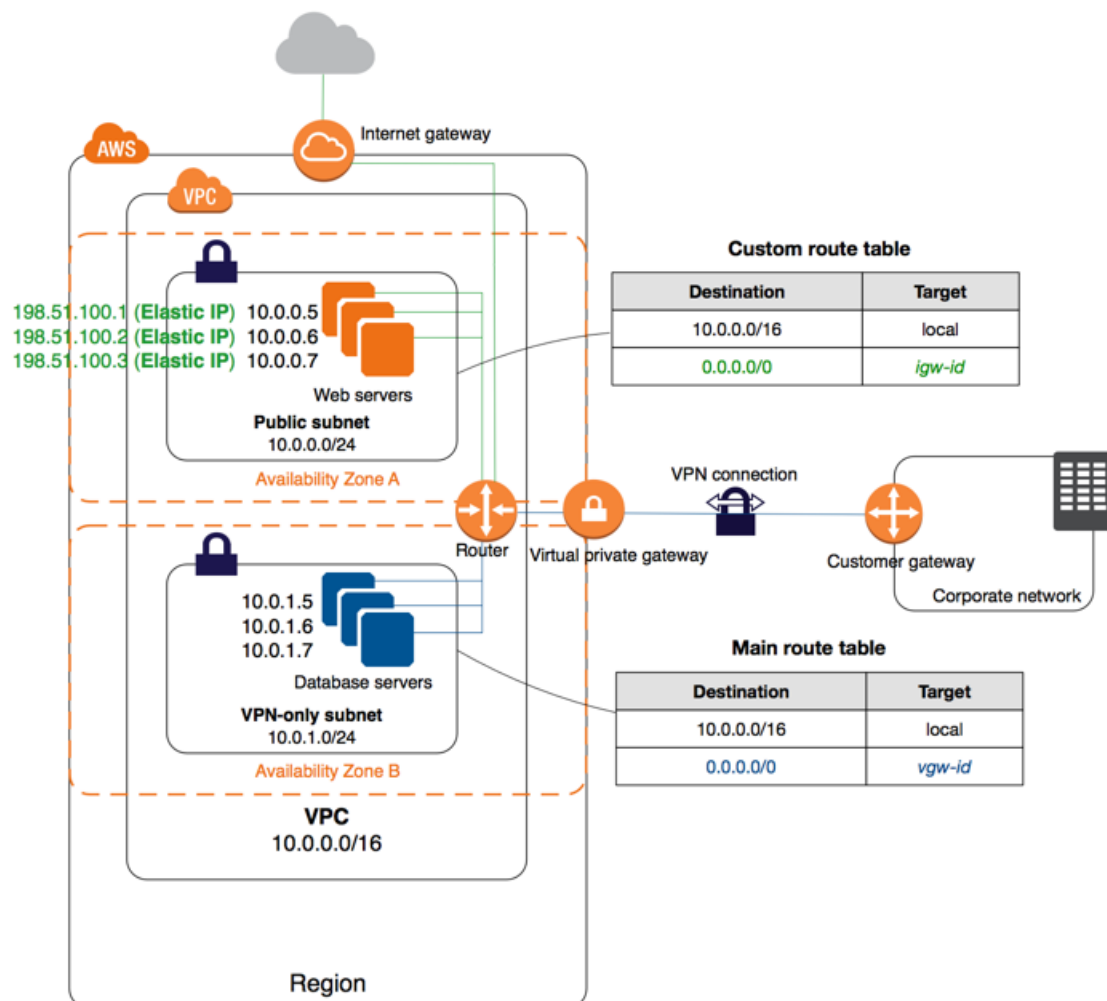 Internet gateway
AWS
VPC
Custom route table
Destination Target
10.0.0.0/16 local
0.0.0.0/0 igw-id
198.51.100.1 (Elastic IP) 10.0.0.5
198.51.100.2 (Elastic IP) 10.0.0.6
198.51.100.3 (Elastic IP) 10.0.0.7
Web servers
Public subnet
10.0.0.0/24
Availability Zone A
VPN connection
Router
Virtual private gateway
Customer gateway
Corporate network
10.0.1.5
10.0.1.6
10.0.1.7
Database servers
VPN-only subnet
10.0.1.0/24
Availability Zone B
Main route table
Destination Target
10.0.0.0/16 local
0.0.0.0/0 vgw-id
VPC
10.0.0.0/16
Region